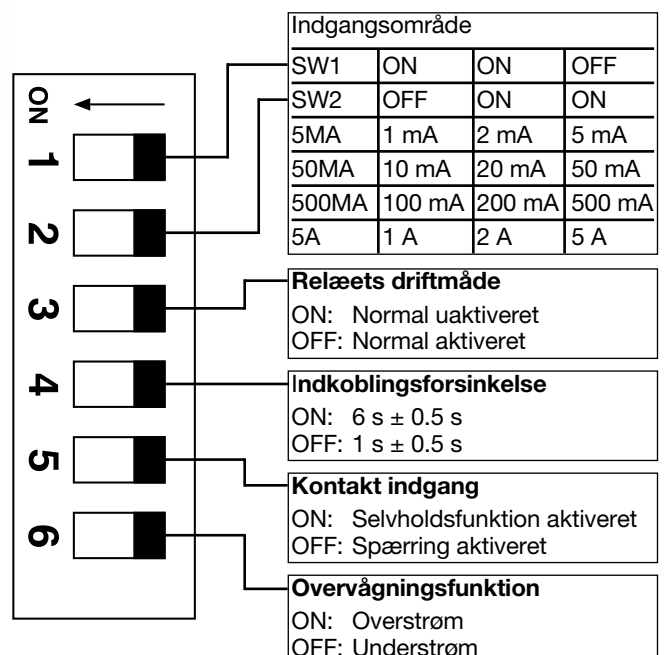 ON
1
2
3
4
5
6
Indgangsområde
SW1 ON ON OFF
SW2 OFF ON ON
5MA 1 mA 2 mA 5 mA
50MA 10 mA 20 mA 50 mA
500MA 100 mA 200 mA 500 mA
5A 1 A 2 A 5 A
Relæets driftmåde
ON: Normal uaktiveret
OFF: Normal aktiveret
Indkoblingsforsinkelse
ON: 6 s ± 0.5 s
OFF: 1 s ± 0.5 s
Kontakt indgang
ON: Selvholdsfunktion aktiveret
OFF: Spærring aktiveret
Overvågningsfunktion
ON: Overstrøm
OFF: Understrøm